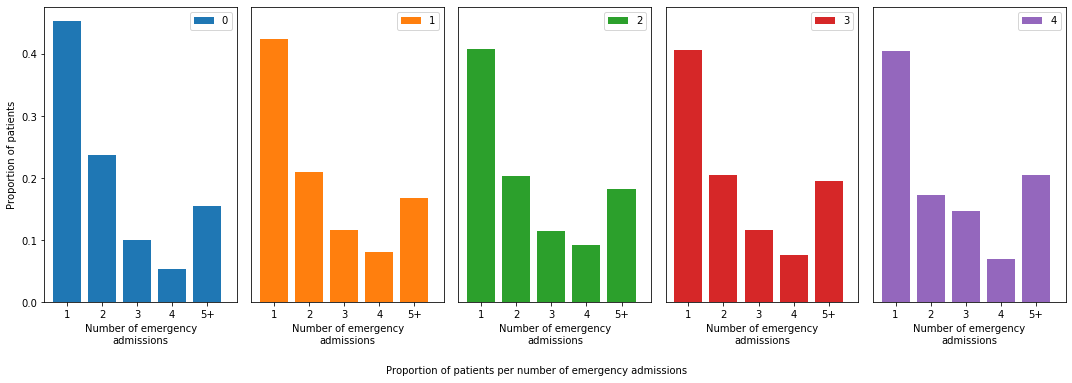 0
1
2
3
4
Proportion of patients
0.4
0.3
0.2
0.1
0.0
1 2 3 4 5+
1 2 3 4 5+
1 2 3 4 5+
1 2 3 4 5+
1 2 3 4 5+
Number of emergency
admissions
Number of emergency
admissions
Number of emergency
admissions
Number of emergency
admissions
Number of emergency
admissions
Proportion of patients per number of emergency admissions